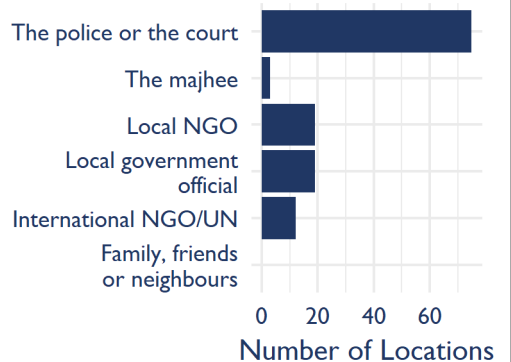 The police or the court
The majhee
Local NGO
Local government
official
International NGO/UN
Family, friends
or neighbours
0 20 40 60
Number of Locations